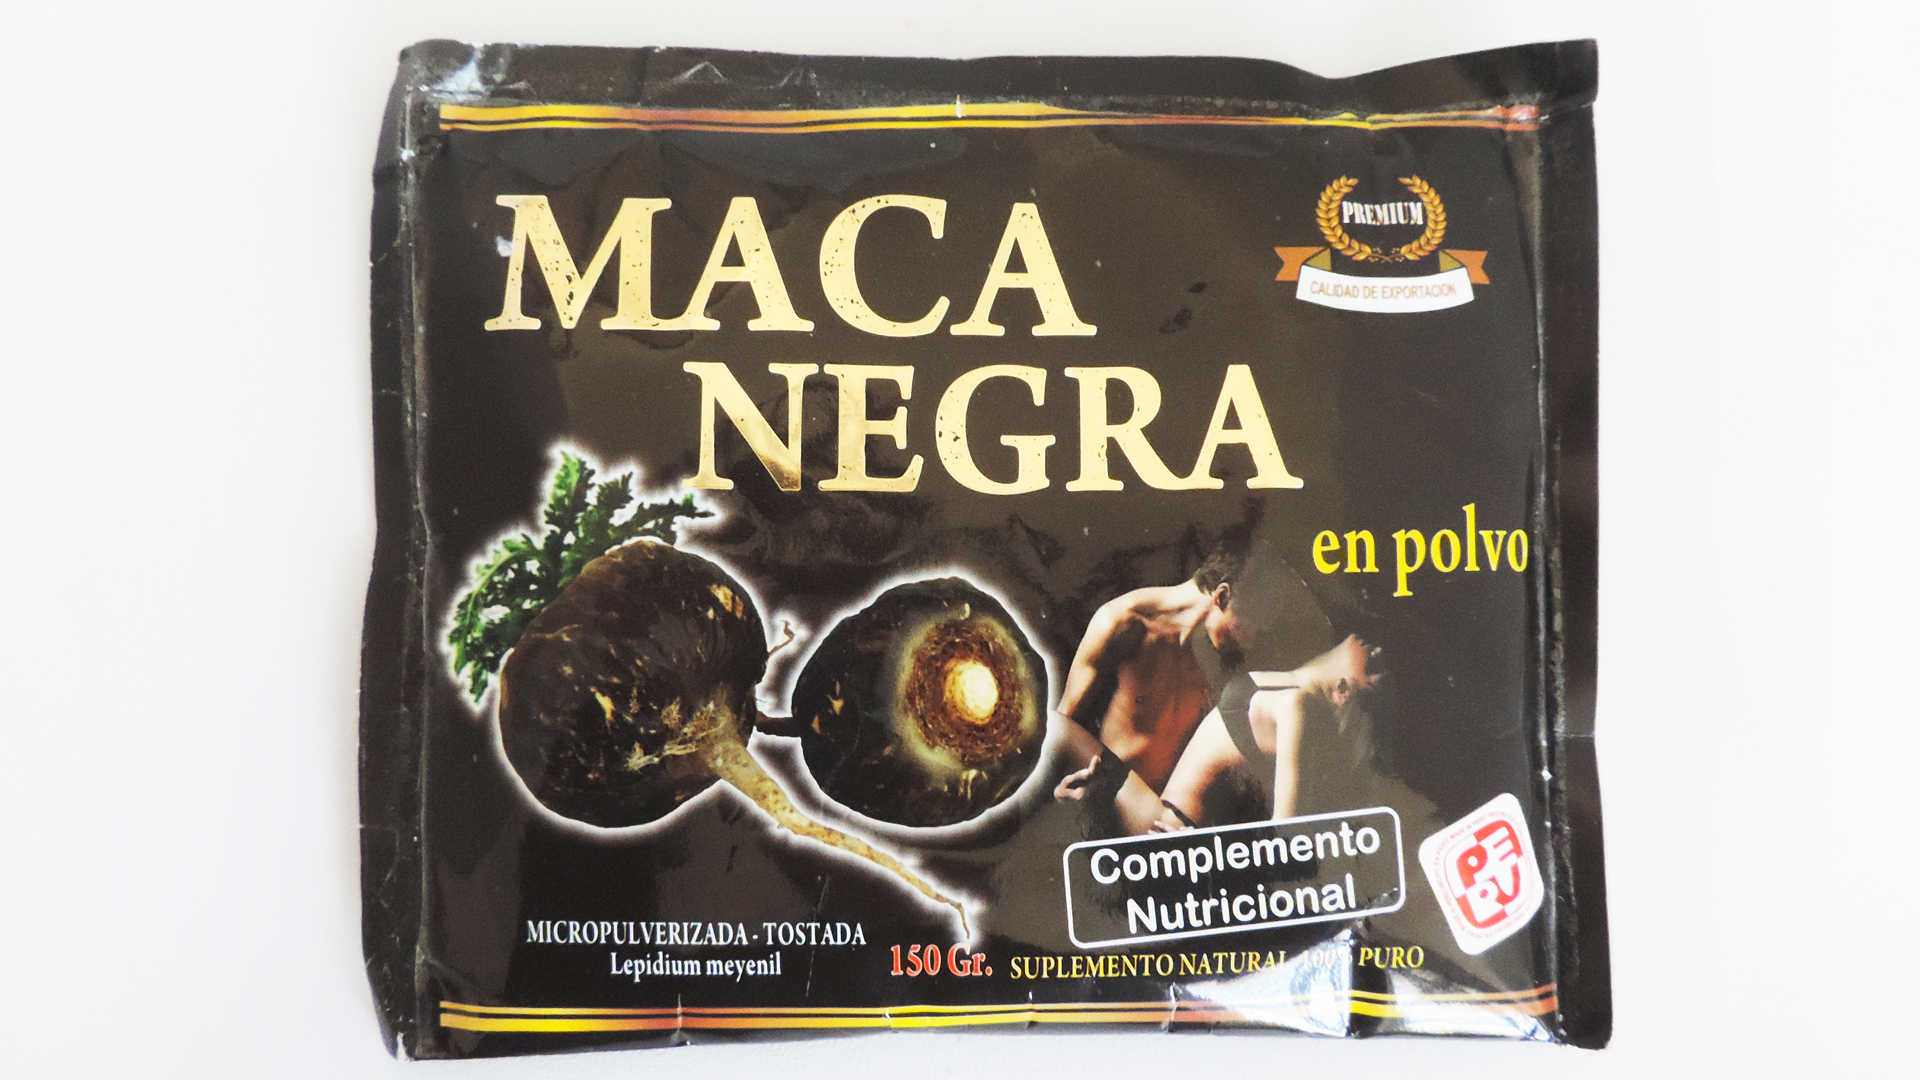 MACA
NEGRA
PREMIUM
CALIDAD DE EXPORTACION
en polvo
Complemento
Nutricional
PERU
MICROPULVERIZADA - TOSTADA
Lepidium meyenil
150 Gr.
SUPLEMENTO NATURAL 100% PURO